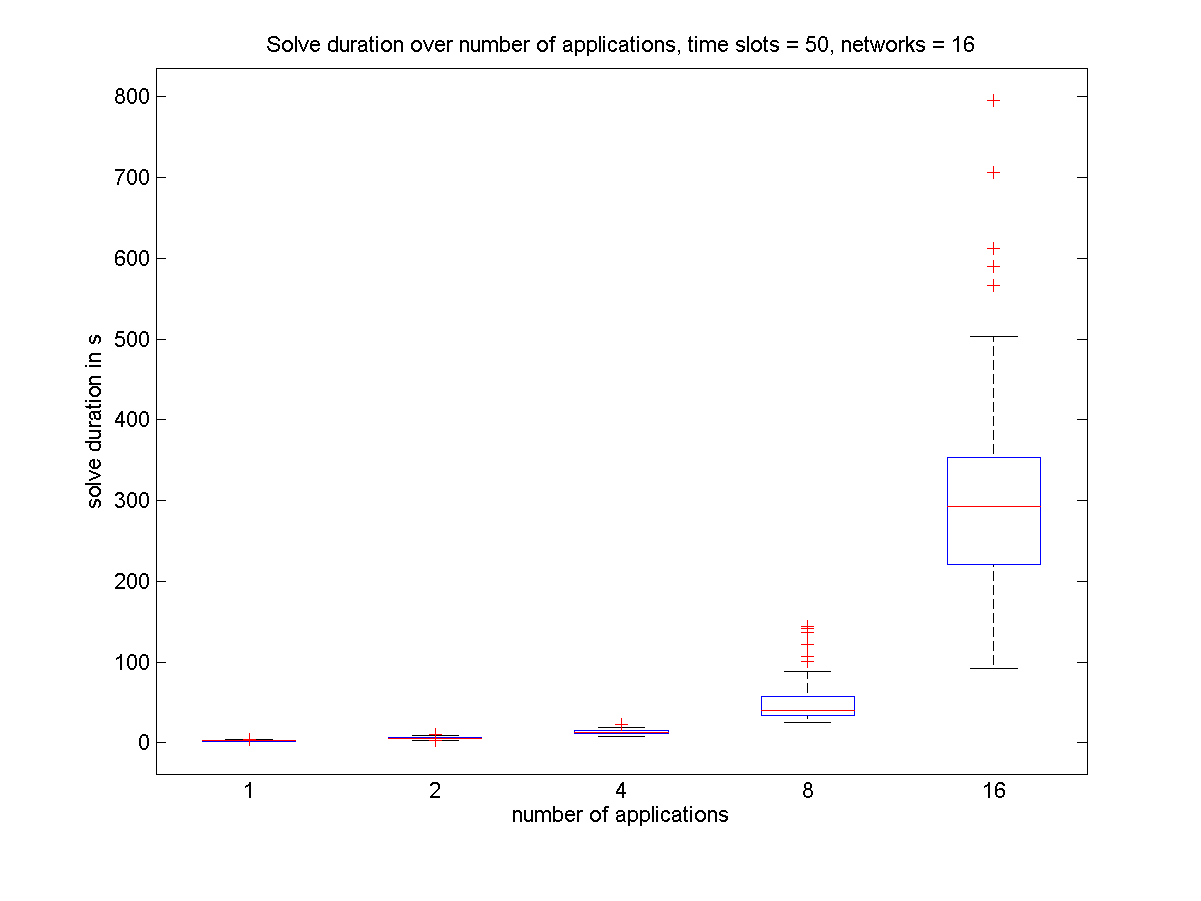 Solve duration over number of applications, time slots = 50, networks = 16
800
700
600
500
400
300
200
100
0
solve duration in s
1 2 4 8 16
number of applications